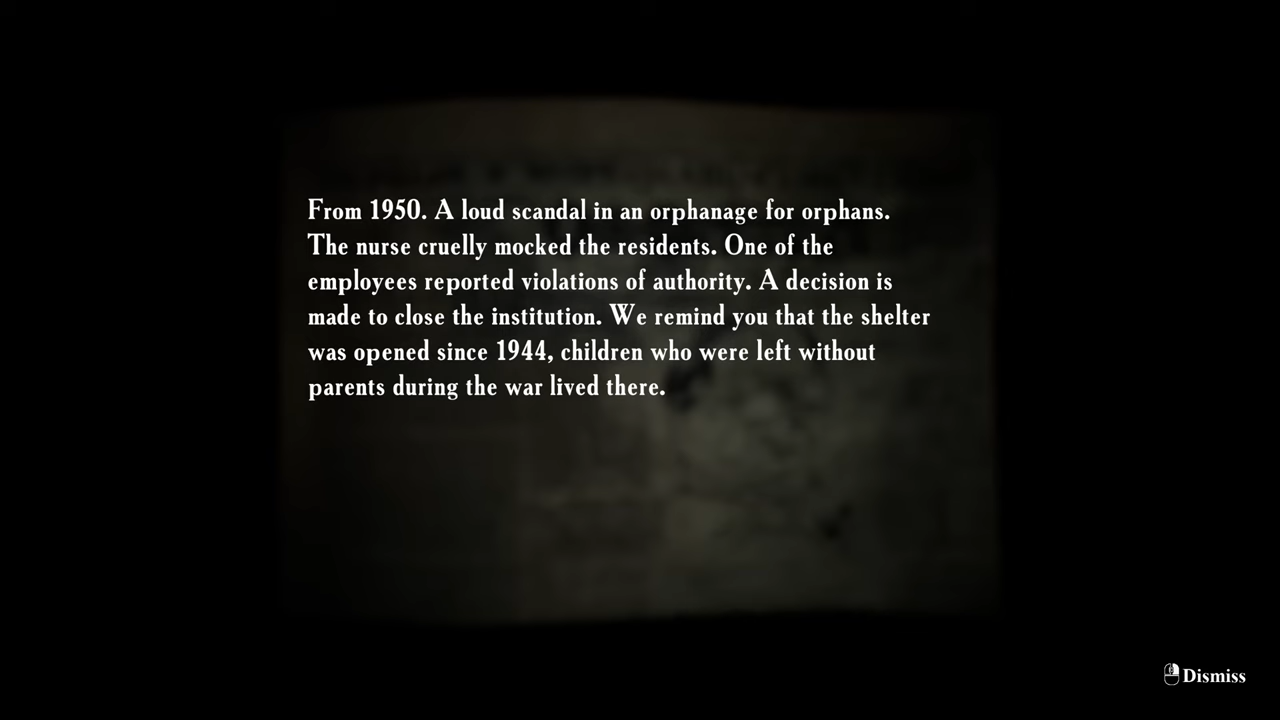 From 1950. A loud scandal in an orphanage for orphans.
The nurse cruelly mocked the residents. One of the
employees reported violations of authority. A decision is
made to close the institution. We remind you that the shelter
was opened since 1944, children who were left without
parents during the war lived there.
Dismiss